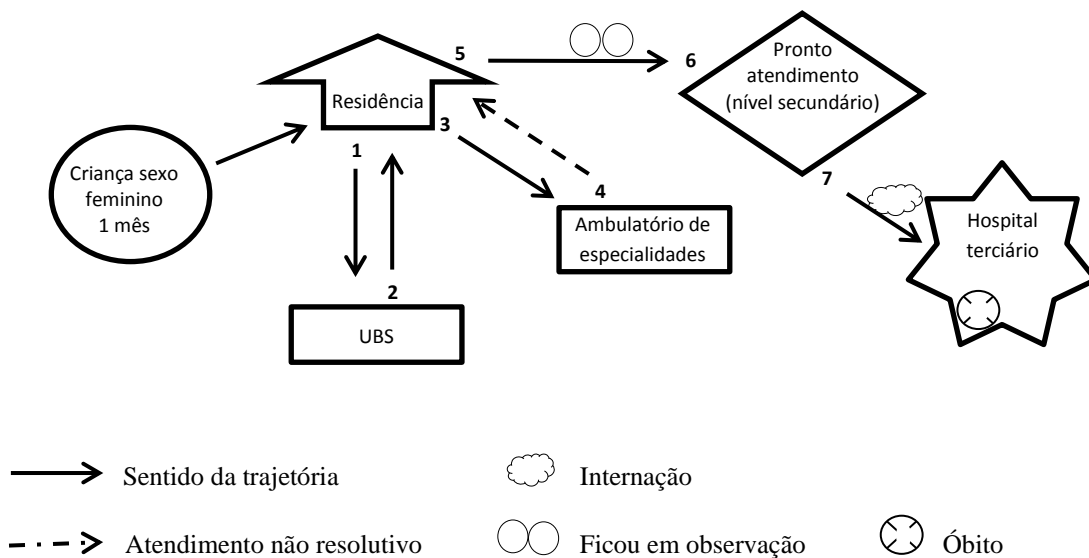 5
6
Pronto
atendimento
(nível secundário)
Residência
3
1
Criança sexo
feminino
1 mês
4
7
Ambulatório de
especialidades
Hospital
terciário
2
UBS
Sentido da trajetória
Internação
Atendimento não resolutivo
Ficou em observação
Óbito